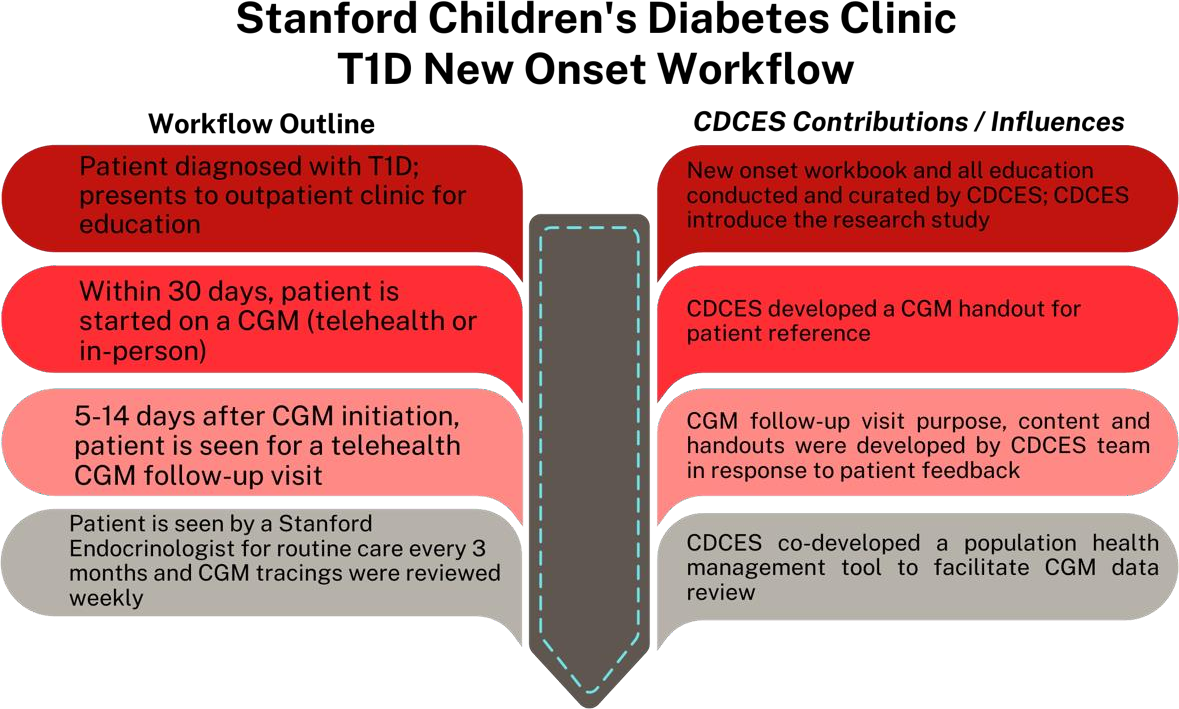 Stanford Children's Diabetes Clinic
T1D New Onset Workflow
Workflow Outline
CDCES Contributions / Influences
Patient diagnosed with T1D;
presents to outpatient clinic for
education
New onset workbook and all education
conducted and curated by CDCES; CDCES
introduce the research study
Within 30 days, patient is
started on a CGM (telehealth or
in-person)
CDCES developed a CGM handout for
patient reference
5-14 days after CGM initiation,
patient is seen for a telehealth
CGM follow-up visit
CGM follow-up visit purpose, content and
handouts were developed by CDCES team
in response to patient feedback
Patient is seen by a Stanford
Endocrinologist for routine care every 3
months and CGM tracings were reviewed
weekly
CDCES co-developed a population health
management tool to facilitate CGM data
review